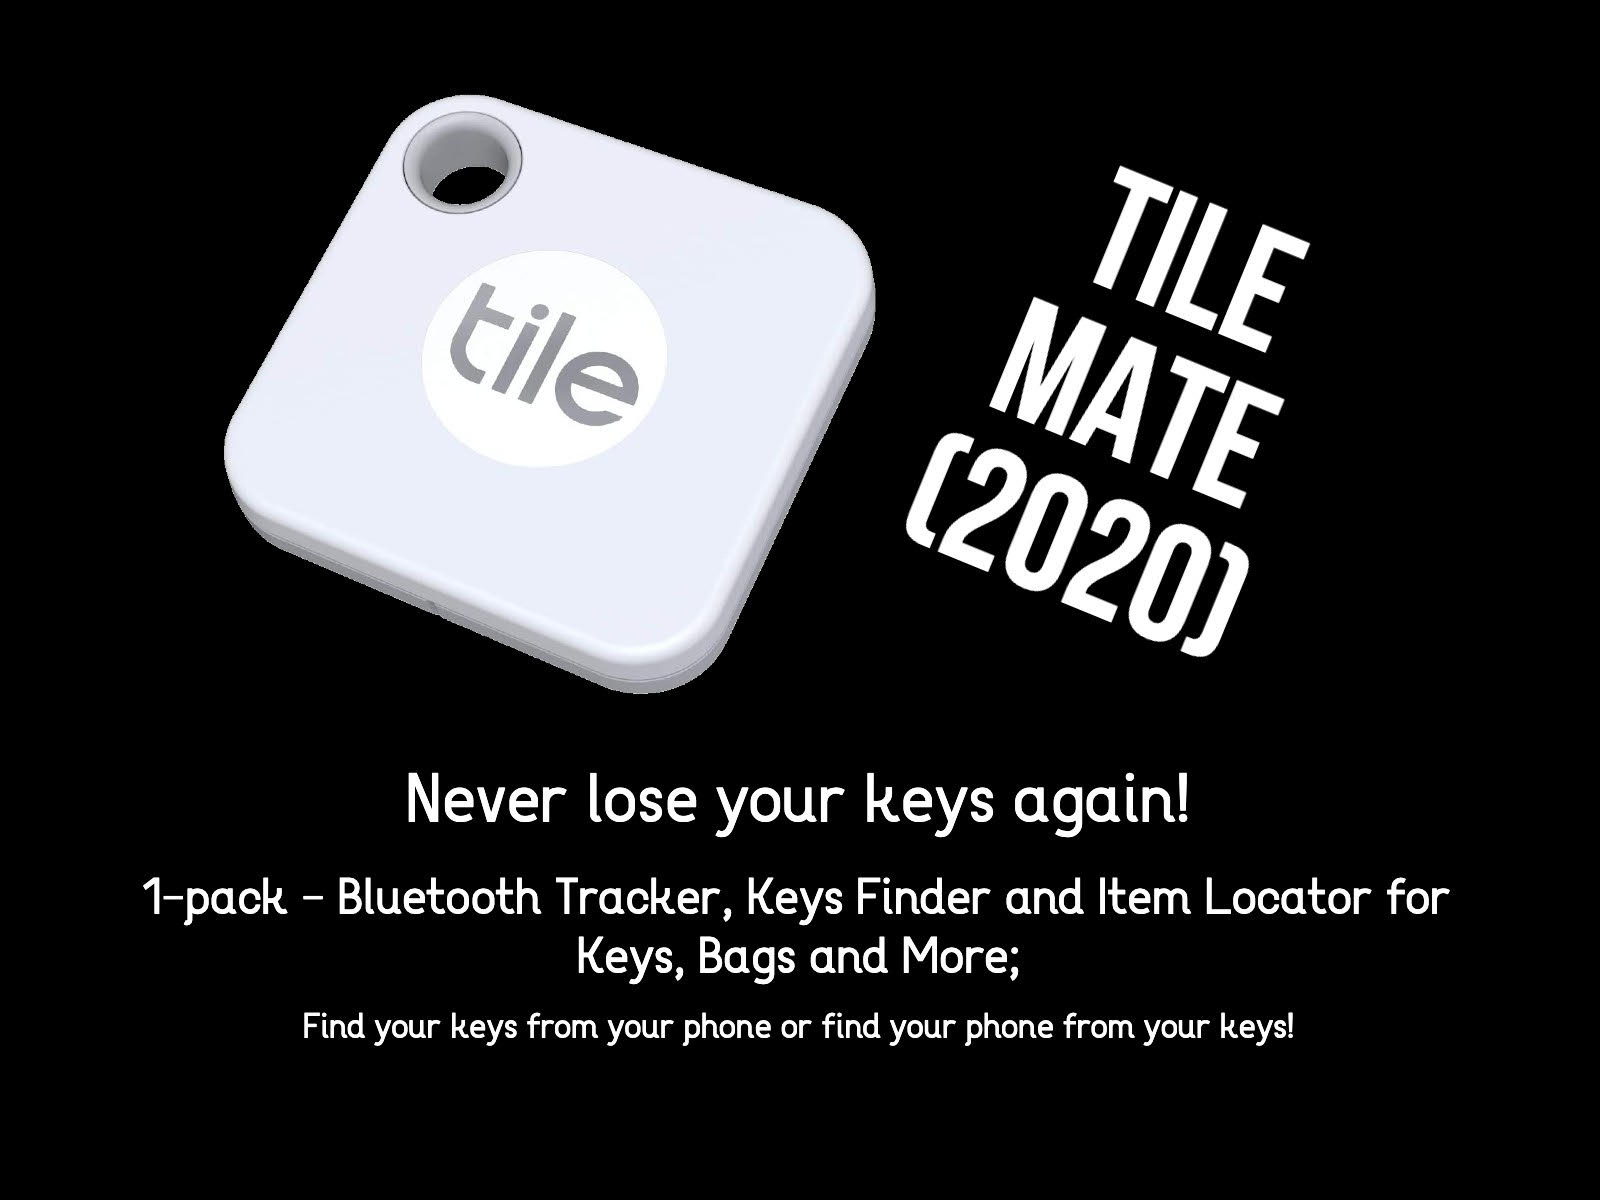 tile
TILE
MATE
(2020)
Never lose your keys again!
1-pack - Bluetooth Tracker, Keys Finder and Item Locator for
Keys, Bags and More;
Find your keys from your phone or find your phone from your keys!